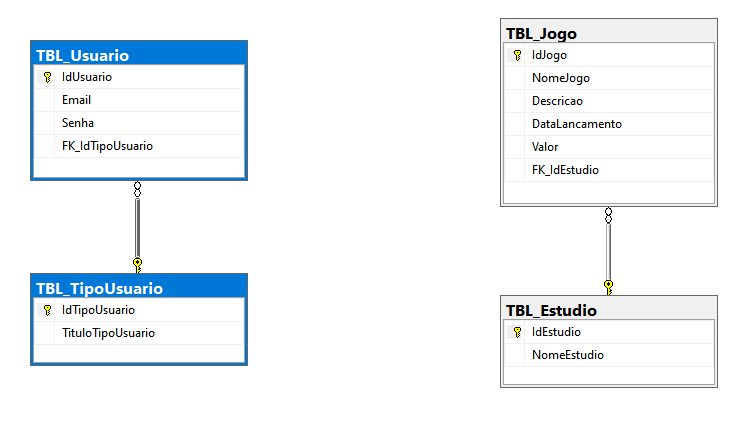 TBL_Usuario
IdUsuario
Email
Senha
FK_IdTipoUsuario
TBL_TipoUsuario
IdTipoUsuario
TituloTipoUsuario
TBL_Jogo
IdJogo
NomeJogo
Descricao
DataLancamento
Valor
FK_IdEstudio
TBL_Estudio
IdEstudio
NomeEstudio